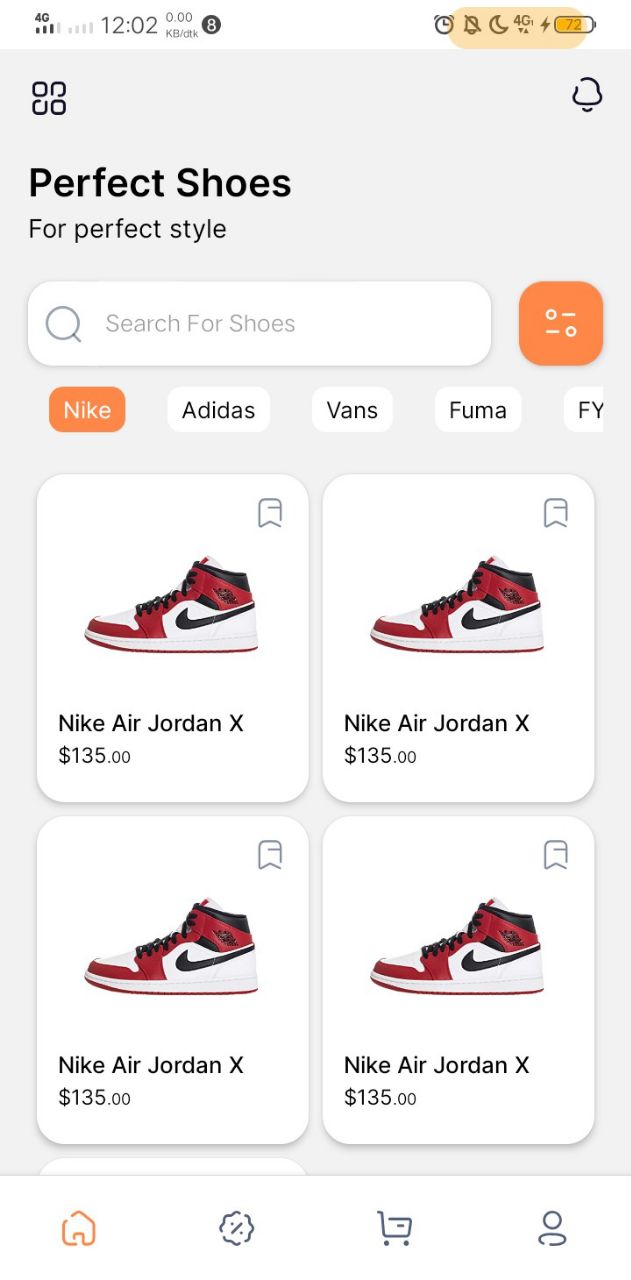 4G 12:02 0.00 KB/dtk 8 4G 72
Perfect Shoes
For perfect style
Search For Shoes
Nike Adidas Vans Fuma FY
Nike Air Jordan X Nike Air Jordan X
$135.00 $135.00
Nike Air Jordan X Nike Air Jordan X
$135.00 $135.00